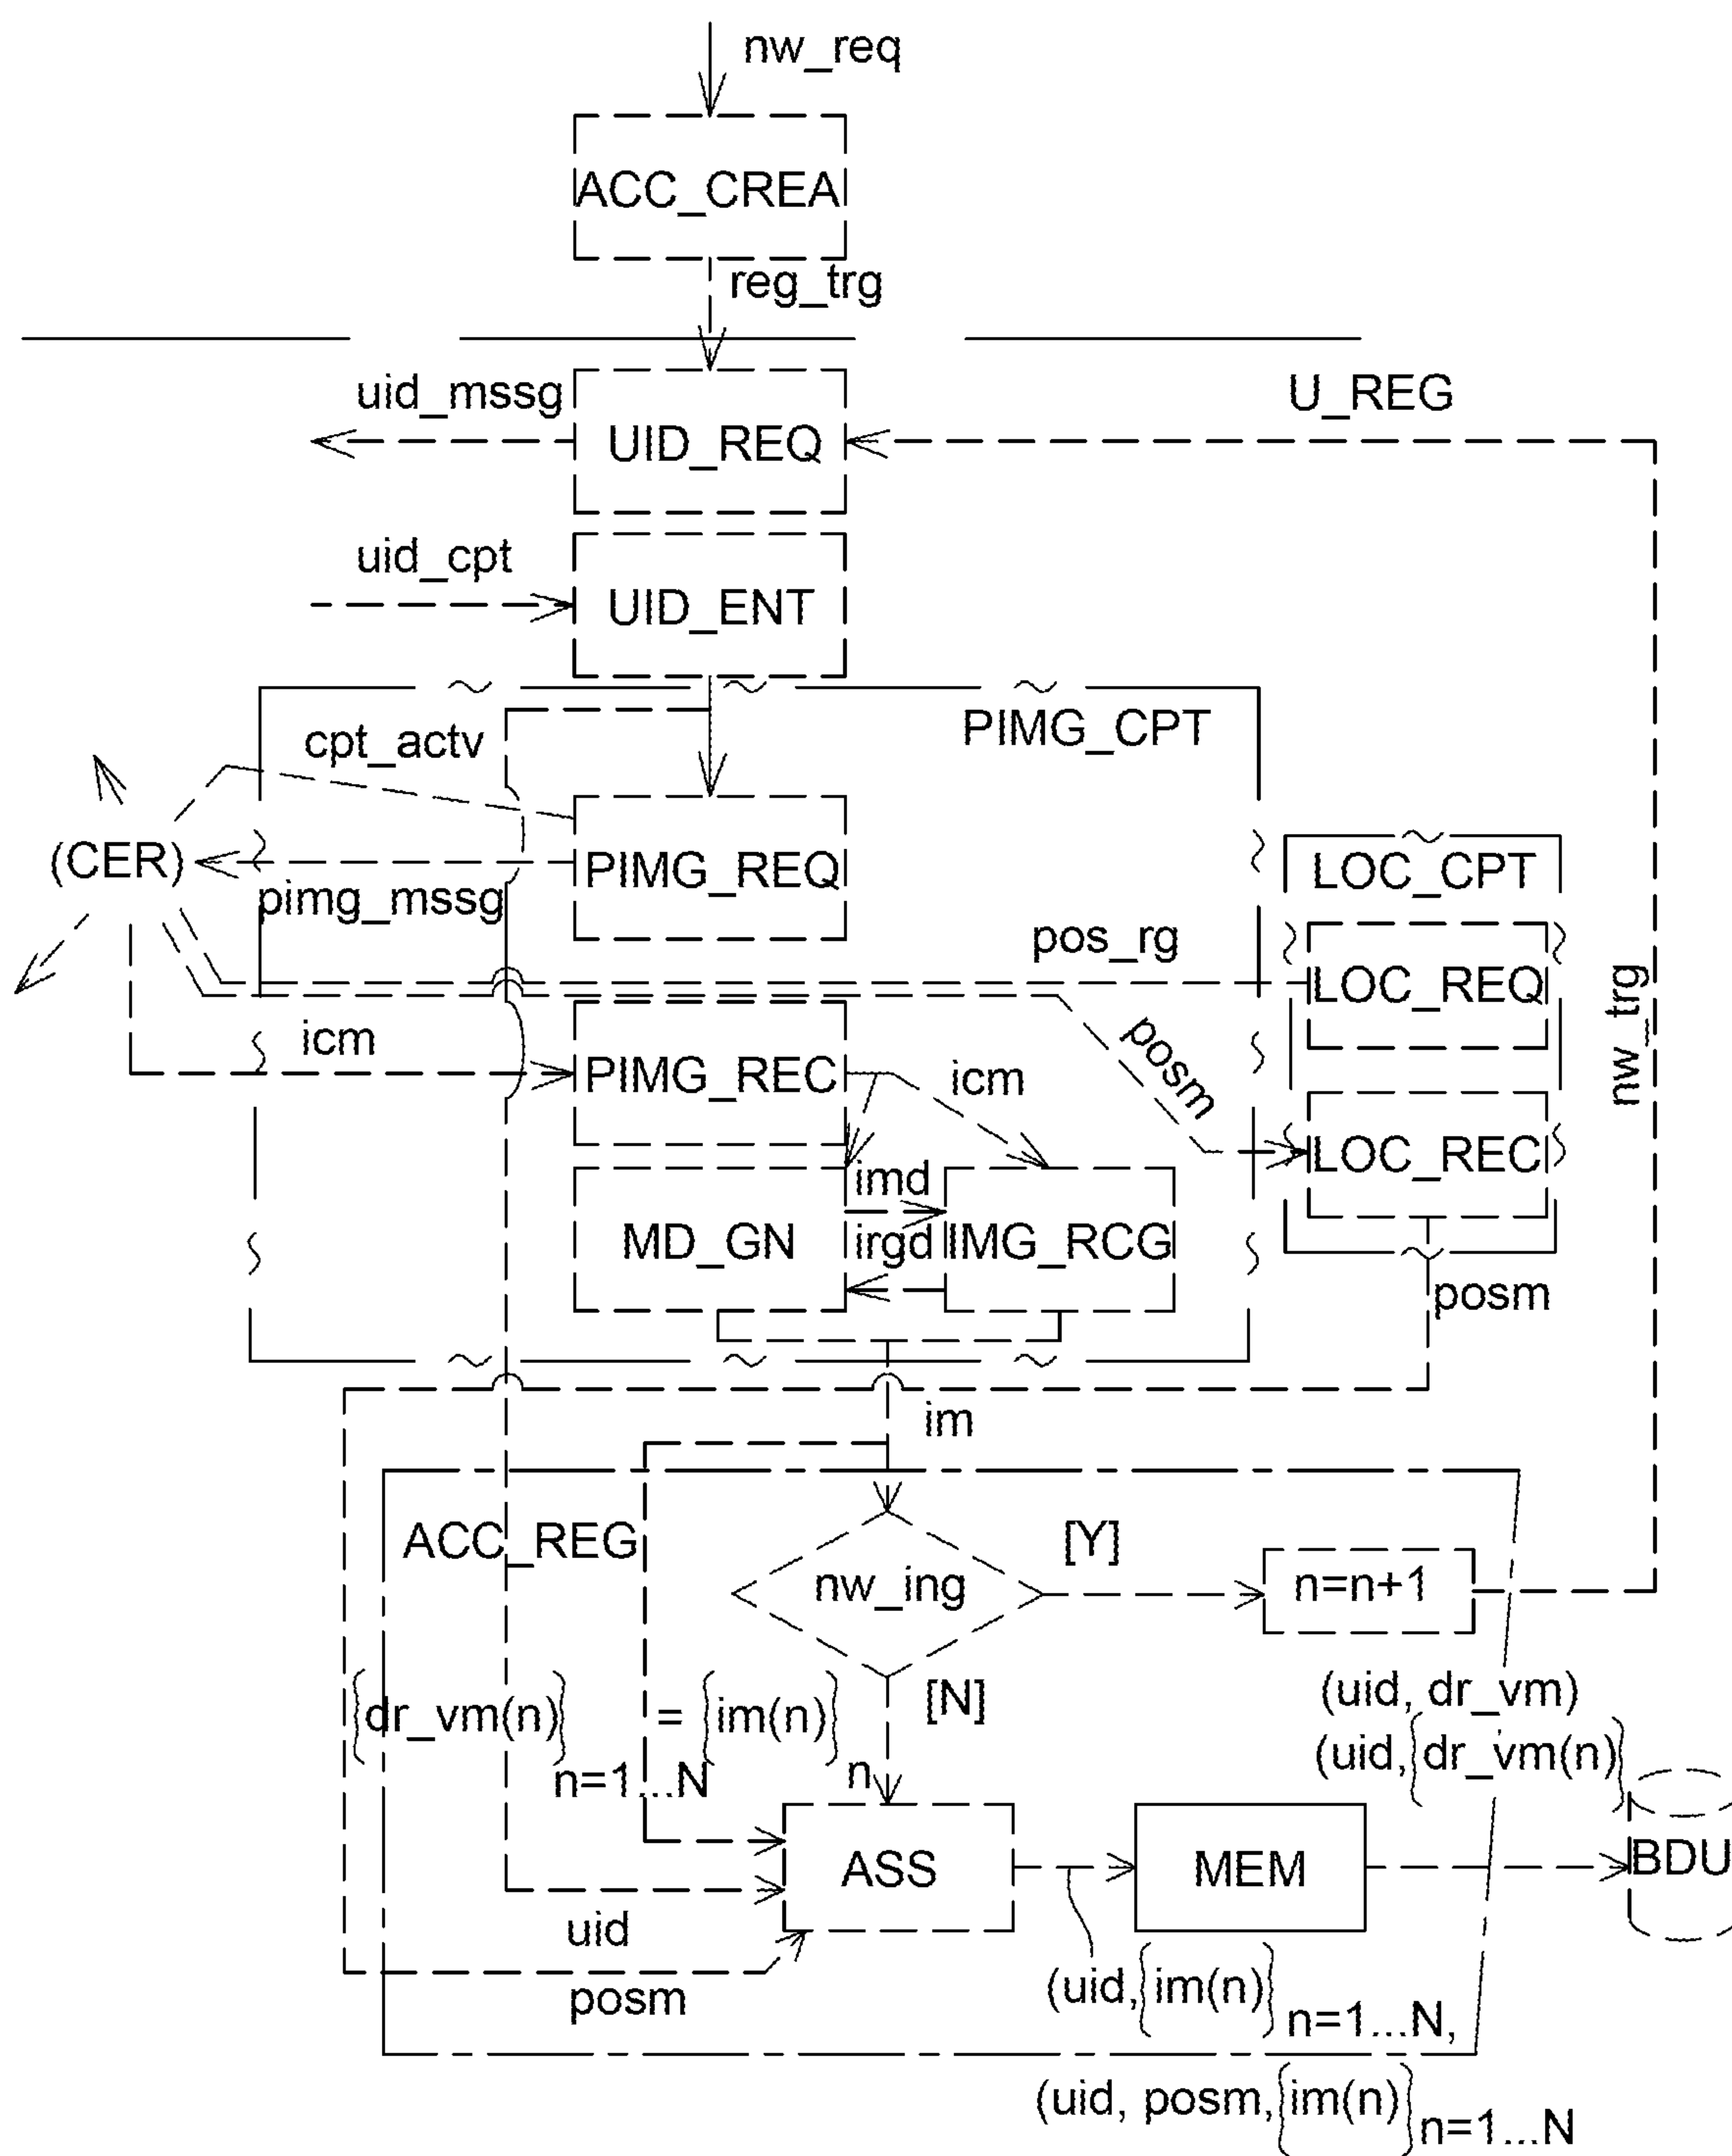 nw_req
ACC_CREA
reg_trg
uid_mssg
U_REG
UID_REQ
uid_cpt
UID_ENT
PIMG_CPT
cpt_actv
(CER)
PIMG_REQ
LOC_CPT
pimg_mssg
pos_rg
LOC_REQ
nw_trg
icm
PIMG_REC
icm
posm
LOC_REC
imd
MD_GN
irgd
IMG_RCG
posm
im
ACC_REG
[Y]
nw_ing
n=n+1
[N]
{dr_vm(n)}n=1...N = {im(n)}n
(uid, dr_vm)
(uid,{dr_vm(n)}
ASS
MEM
BDU
uid
posm
(uid,{im(n)}n=1...N,
(uid, posm,{im(n)}n=1...N